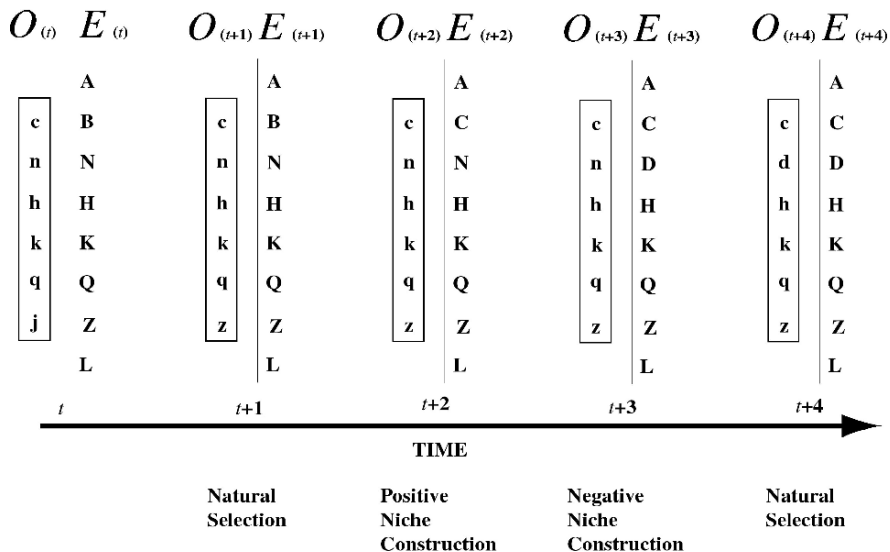 O (t) E (t) O (t+1) E (t+1) O (t+2) E (t+2) O (t+3) E (t+3) O (t+4) E (t+4)
A A A A A
c B c B c C c C c C
n N n N n N n D d D
h H h H h H h H h H
k K k K k K k K k K
q Q q Q q Q q Q q Q
j Z z Z z Z z Z z Z
L L L L L
t t+1 t+2 t+3 t+4
TIME
Natural Positive Negative Natural
Selection Niche Niche Selection
Construction Construction